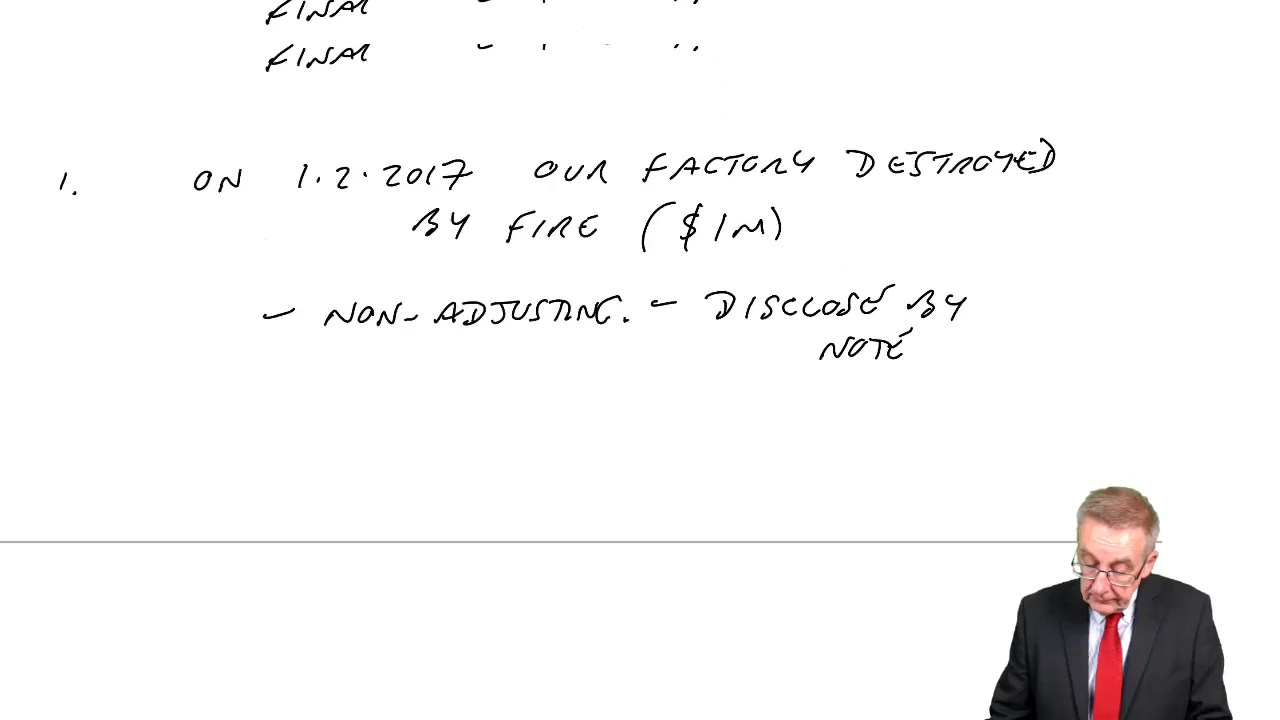 FINAL
FINAL
1. ON 1.2.2017 OUR FACTORY DESTROYED
BY FIRE ($1M)
- NON-ADJUSTING. - DISCLOSE BY
NOTE